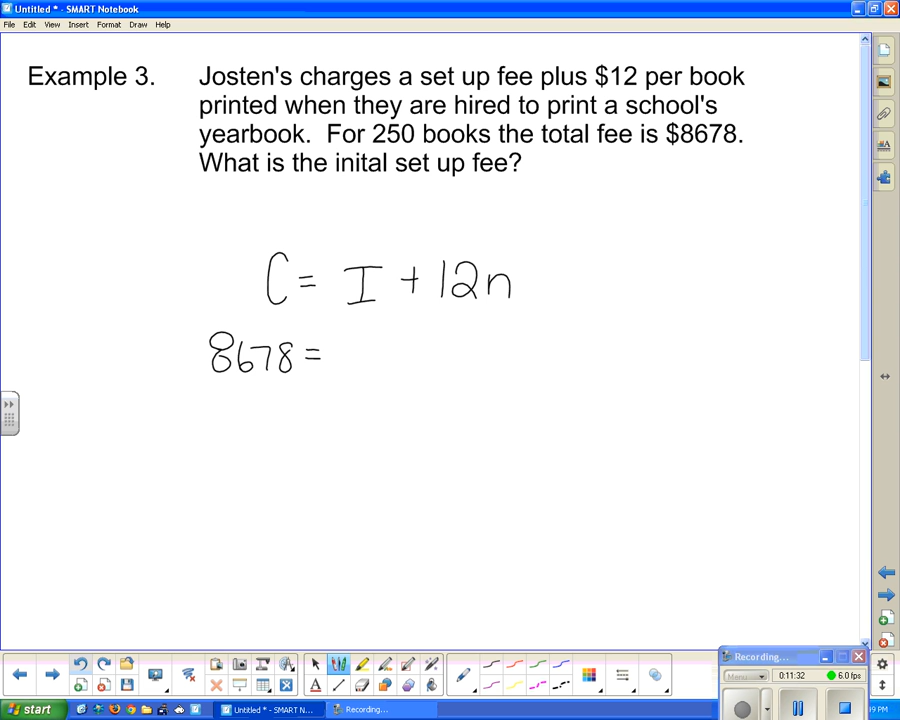 Untitled * - SMART Notebook
File Edit View Insert Format Draw Help
Example 3. Josten's charges a set up fee plus $12 per book
printed when they are hired to print a school's
yearbook. For 250 books the total fee is $8678.
What is the inital set up fee?
C = I + 12n
8678 =
Recording...
Menu
0:11:32 6.0 fps
start Untitled * - SMART N... Recording... :19 PM